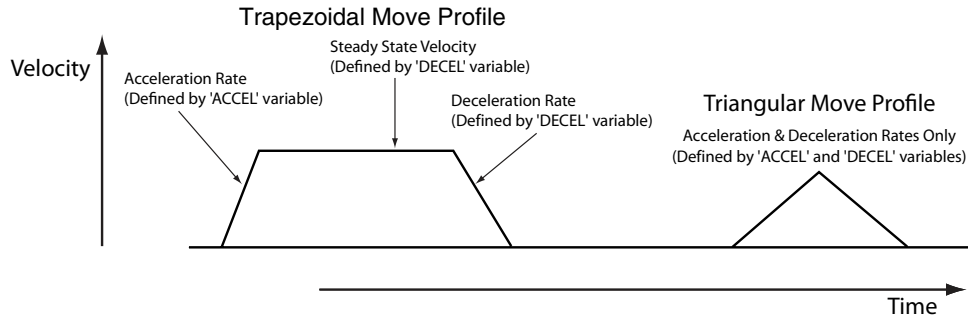 Trapezoidal Move Profile
Velocity
Acceleration Rate
(Defined by 'ACCEL' variable)
Steady State Velocity
(Defined by 'DECEL' variable)
Deceleration Rate
(Defined by 'DECEL' variable)
Triangular Move Profile
Acceleration & Deceleration Rates Only
(Defined by 'ACCEL' and 'DECEL' variables)
Time